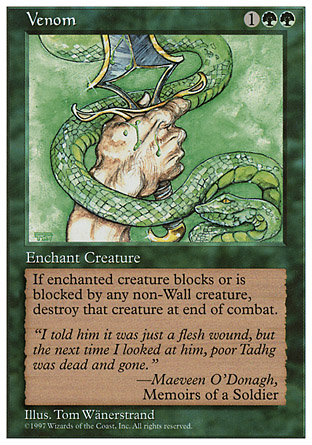 Venom 1
Enchant Creature
If enchanted creature blocks or is
blocked by any non-Wall creature,
destroy that creature at end of combat.
“I told him it was just a flesh wound, but
the next time I looked at him, poor Tadhg
was dead and gone.”
—Maeveen O’Donagh,
Memoirs of a Soldier
Illus. Tom Wänerstrand
©1997 Wizards of the Coast, Inc. All rights reserved.